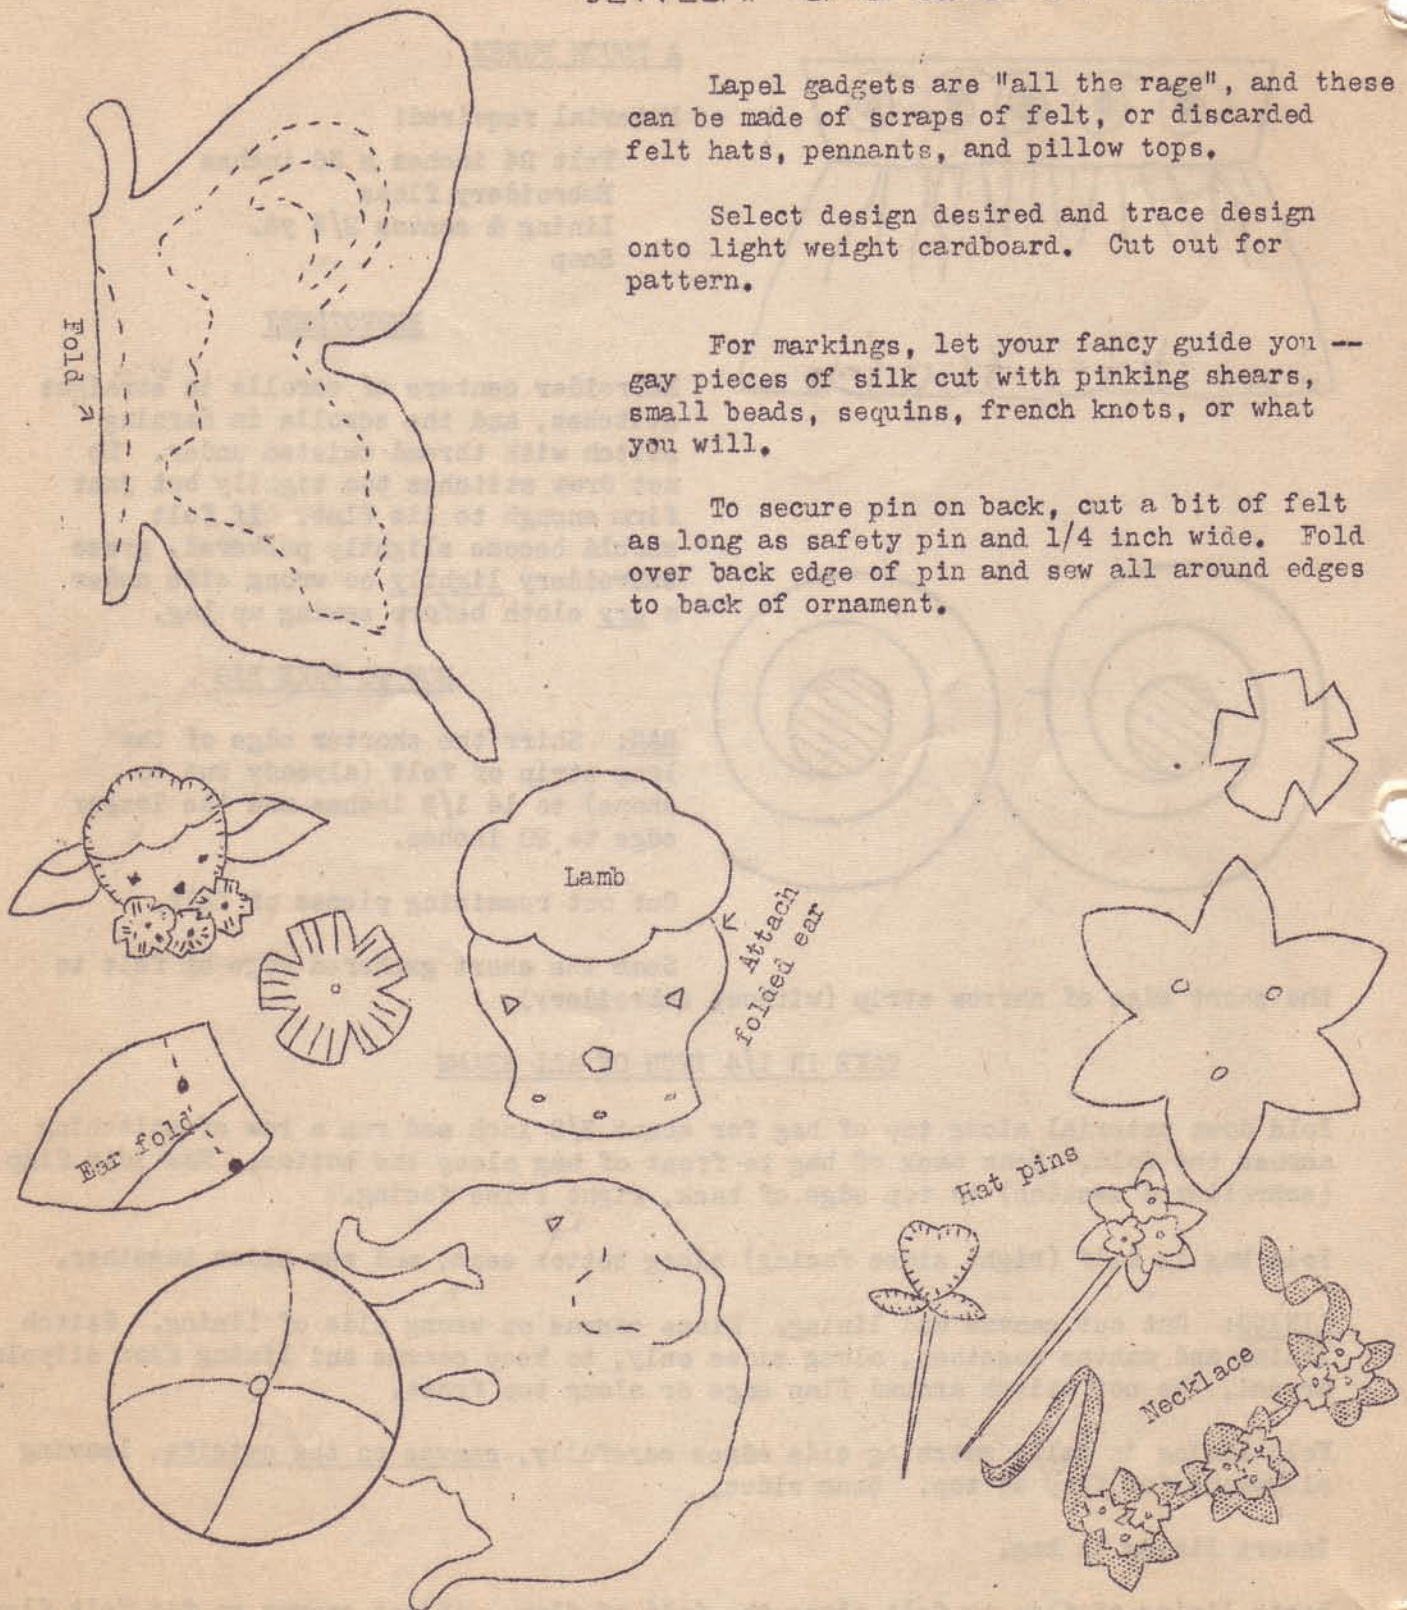 Lapel gadgets are "all the rage", and these
can be made of scraps of felt, or discarded
felt hats, pennants, and pillow tops.
Select design desired and trace design
onto light weight cardboard. Cut out for
pattern.
For markings, let your fancy guide you --
gay pieces of silk cut with pinking shears,
small beads, sequins, french knots, or what
you will.
To secure pin on back, cut a bit of felt
as long as safety pin and 1/4 inch wide. Fold
over back edge of pin and sew all around edges
to back of ornament.
Fold
Lamb
Attach
folded ear
Ear fold
Hat pins
Necklace